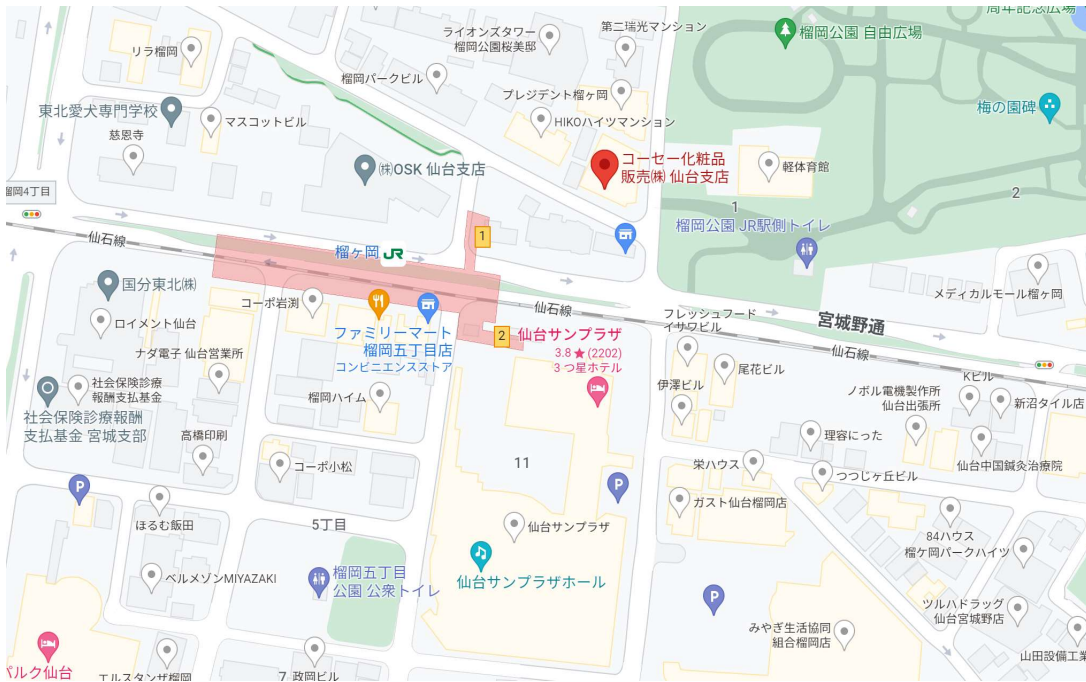 周年記念広場
ライオンズタワー
榴岡公園桜美邸
第二瑞光マンション
榴岡公園 自由広場
リラ榴岡
榴岡パークビル
プレジデント榴ヶ岡
東北愛犬専門学校
マスコットビル
HIKOハイツマンション
梅の園碑
慈恩寺
㈱OSK 仙台支店
コーセー化粧品
販売㈱ 仙台支店
軽体育館
榴岡4丁目
1
2
榴岡公園 JR駅側トイレ
仙石線
榴ヶ岡 JR
1
国分東北㈱
コーポ岩渕
仙石線
メディカルモール榴ヶ岡
ロイメント仙台
ファミリーマート
榴岡五丁目店
コンビニエンスストア
2
仙台サンプラザ
3.8★(2202)
3 つ星ホテル
フレッシュフード
イサワビル
宮城野通
仙石線
ナダ電子 仙台営業所
社会保険診療
報酬支払基金
榴岡ハイム
伊澤ビル
尾花ビル
ノボル電機製作所
仙台出張所
Kビル
新沼タイル店
社会保険診療報酬
支払基金 宮城支部
高橋印刷
コーポ小松
11
理容にった
仙台中国鍼灸治療院
栄ハウス
つつじヶ丘ビル
P
P
ほるむ飯田
5丁目
仙台サンプラザ
ガスト仙台榴岡店
84ハウス
榴ケ岡パークハイツ
ベルメゾンMIYAZAKI
榴岡五丁目
公園 公衆トイレ
仙台サンプラザホール
P
ツルハドラッグ
仙台宮城野店
みやぎ生活協同
組合榴岡店
山田設備工業
パルク仙台
エルスタンザ榴岡
7
政岡ビル